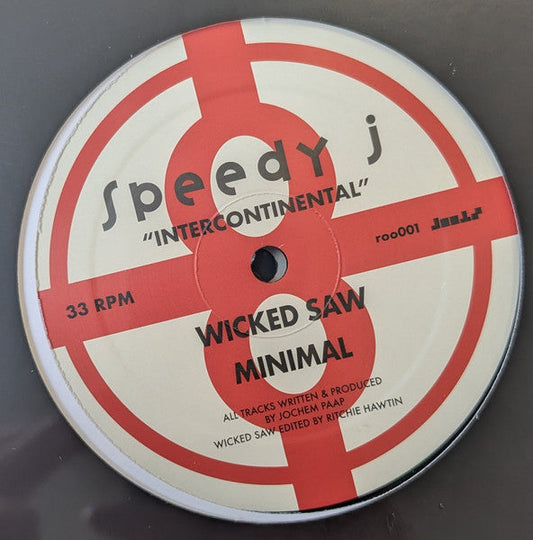 Speedy j
"INTERCONTINENTAL"
roo001
33 RPM
WICKED SAW
MINIMAL
ALL TRACKS WRITTEN & PRODUCED
BY JOCHEM PAAP
WICKED SAW EDITED BY RITCHIE HAWTIN